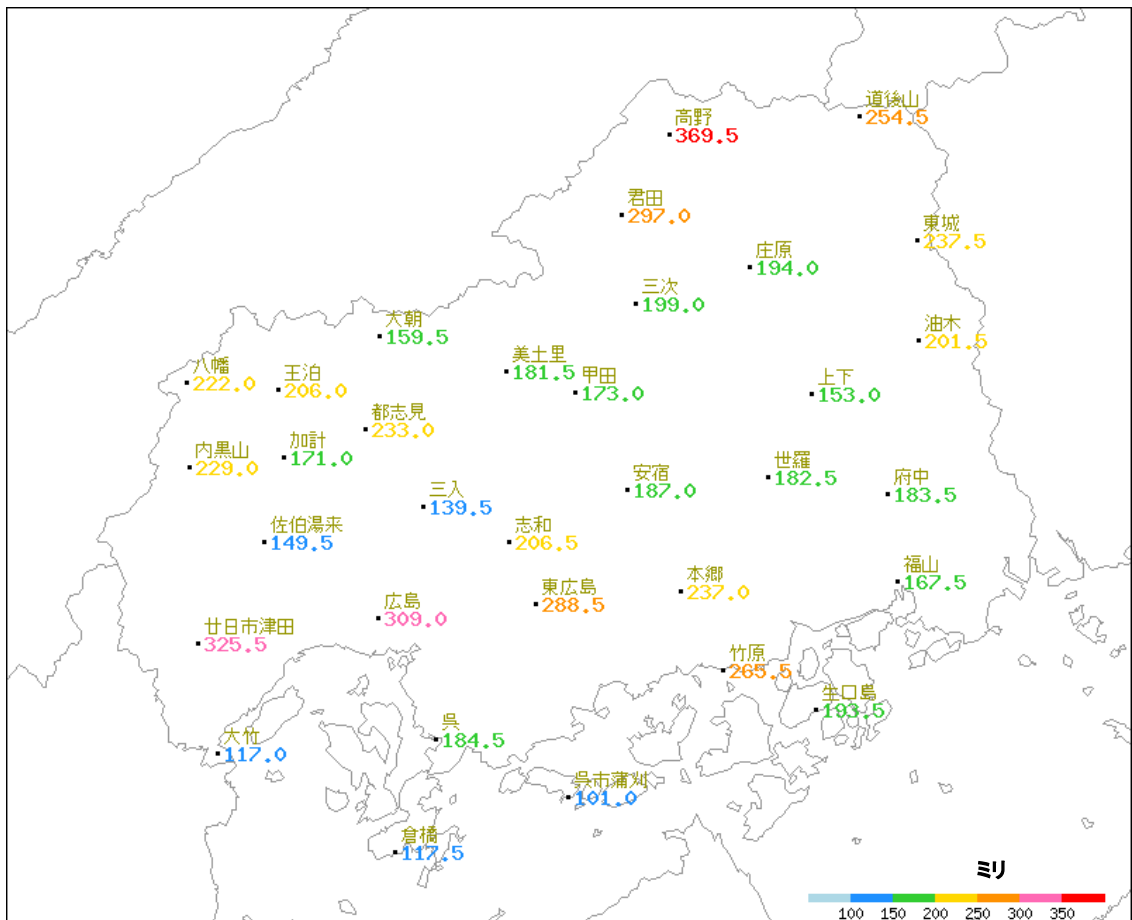 道後山
254.5
高野
369.5
君田
297.0
東城
237.5
庄原
194.0
三次
199.0
大朝
159.5
油木
201.5
美土里
181.5
八幡
222.0
王泊
206.0
甲田
173.0
上下
153.0
都志見
233.0
内黒山
229.0
加計
171.0
世羅
182.5
安宿
187.0
府中
183.5
三入
139.5
佐伯湯来
149.5
志和
206.5
福山
167.5
東広島
288.5
本郷
237.0
広島
309.0
廿日市津田
325.5
竹原
265.5
生口島
193.5
呉
184.5
大竹
117.0
呉市蒲刈
101.0
倉橋
117.5
ミリ
100 150 200 250 300 350